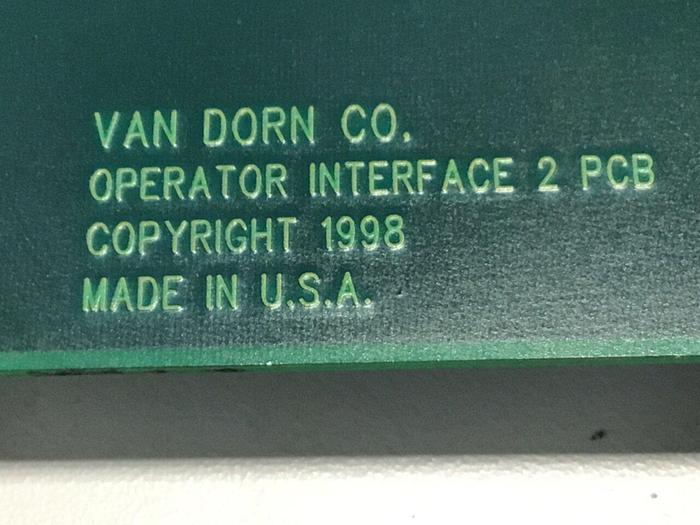 VAN DORN CO.
OPERATOR INTERFACE 2 PCB
COPYRIGHT 1998
MADE IN U.S.A.